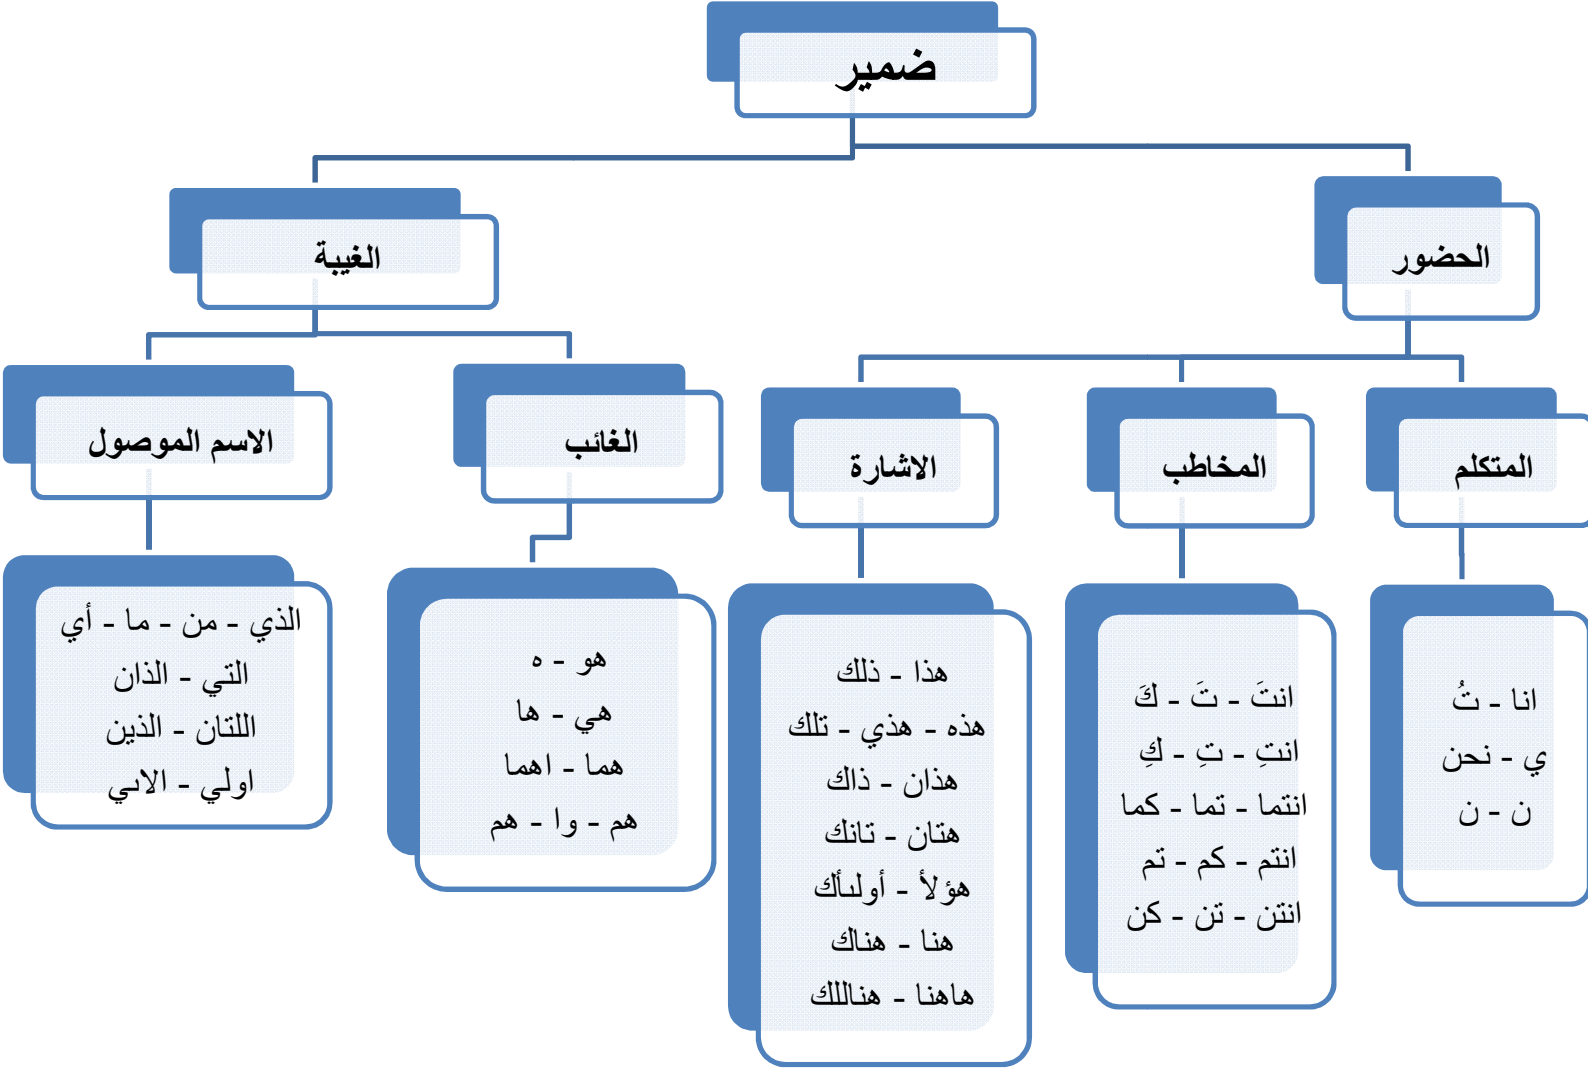 ضمير
الحضور
الغيبة
المتكلم
المخاطب
الاشارة
الغائب
الاسم الموصول
انا - تُ
ي - نحن
ن - ن
انتَ - تَ - كَ
انتِ - تِ - كِ
انتما - تما - كما
انتم - كم - تم
انتن - تن - كن
هذا - ذلك
هذه - هذي - تلك
هذان - ذاك
هتان - تانك
هؤلأ - أولىأك
هنا - هناك
هاهنا - هناللك
هو - ه
هي - ها
هما - اهما
هم - وا - هم
الذي - من - ما - أي
التي - الذان
اللتان - الذين
اولي - الاىي